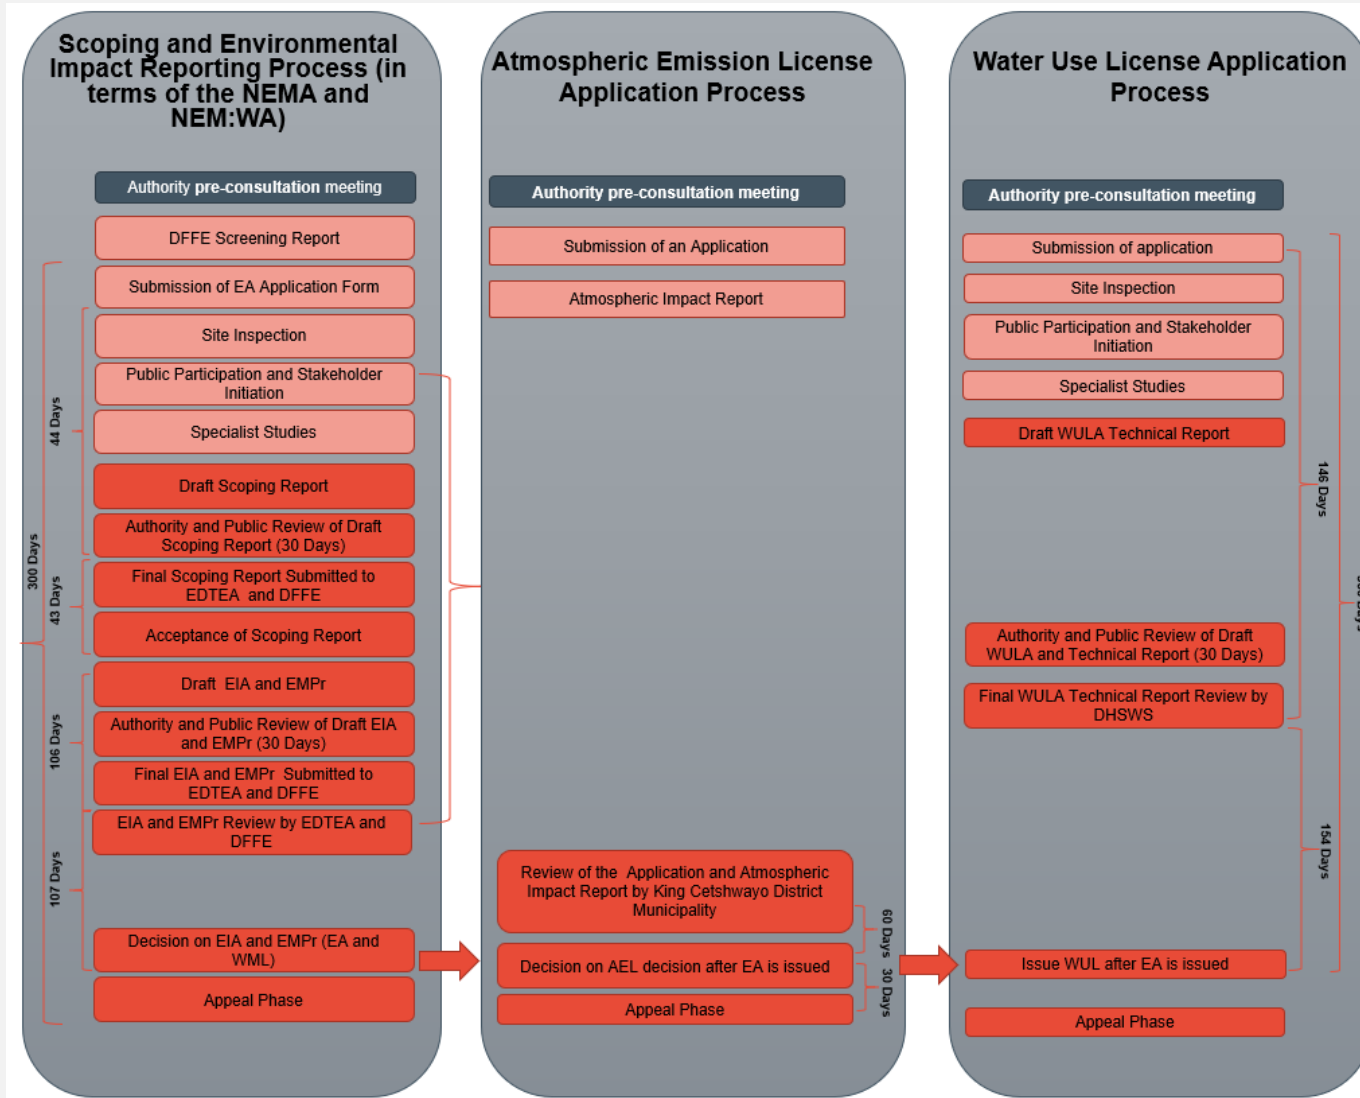 Scoping and Environmental
Impact Reporting Process (in
terms of the NEMA and
NEM:WA)
Authority pre-consultation meeting
DFFE Screening Report
Submission of EA Application Form
Site Inspection
Public Participation and Stakeholder
Initiation
Specialist Studies
Draft Scoping Report
Authority and Public Review of Draft
Scoping Report (30 Days)
Final Scoping Report Submitted to
EDTEA and DFFE
Acceptance of Scoping Report
Draft EIA and EMPr
Authority and Public Review of Draft EIA
and EMPr (30 Days)
Final EIA and EMPr Submitted to
EDTEA and DFFE
EIA and EMPr Review by EDTEA and
DFFE
Decision on EIA and EMPr (EA and
WML)
Appeal Phase
300 Days
44 Days
43 Days
106 Days
107 Days
Atmospheric Emission License
Application Process
Authority pre-consultation meeting
Submission of an Application
Atmospheric Impact Report
Review of the Application and Atmospheric
Impact Report by King Cetshwayo District
Municipality
Decision on AEL decision after EA is issued
Appeal Phase
60 Days
30 Days
Water Use License Application
Process
Authority pre-consultation meeting
Submission of application
Site Inspection
Public Participation and Stakeholder
Initiation
Specialist Studies
Draft WULA Technical Report
Authority and Public Review of Draft
WULA and Technical Report (30 Days)
Final WULA Technical Report Review by
DHSWS
Issue WUL after EA is issued
Appeal Phase
146 Days
154 Days
Days